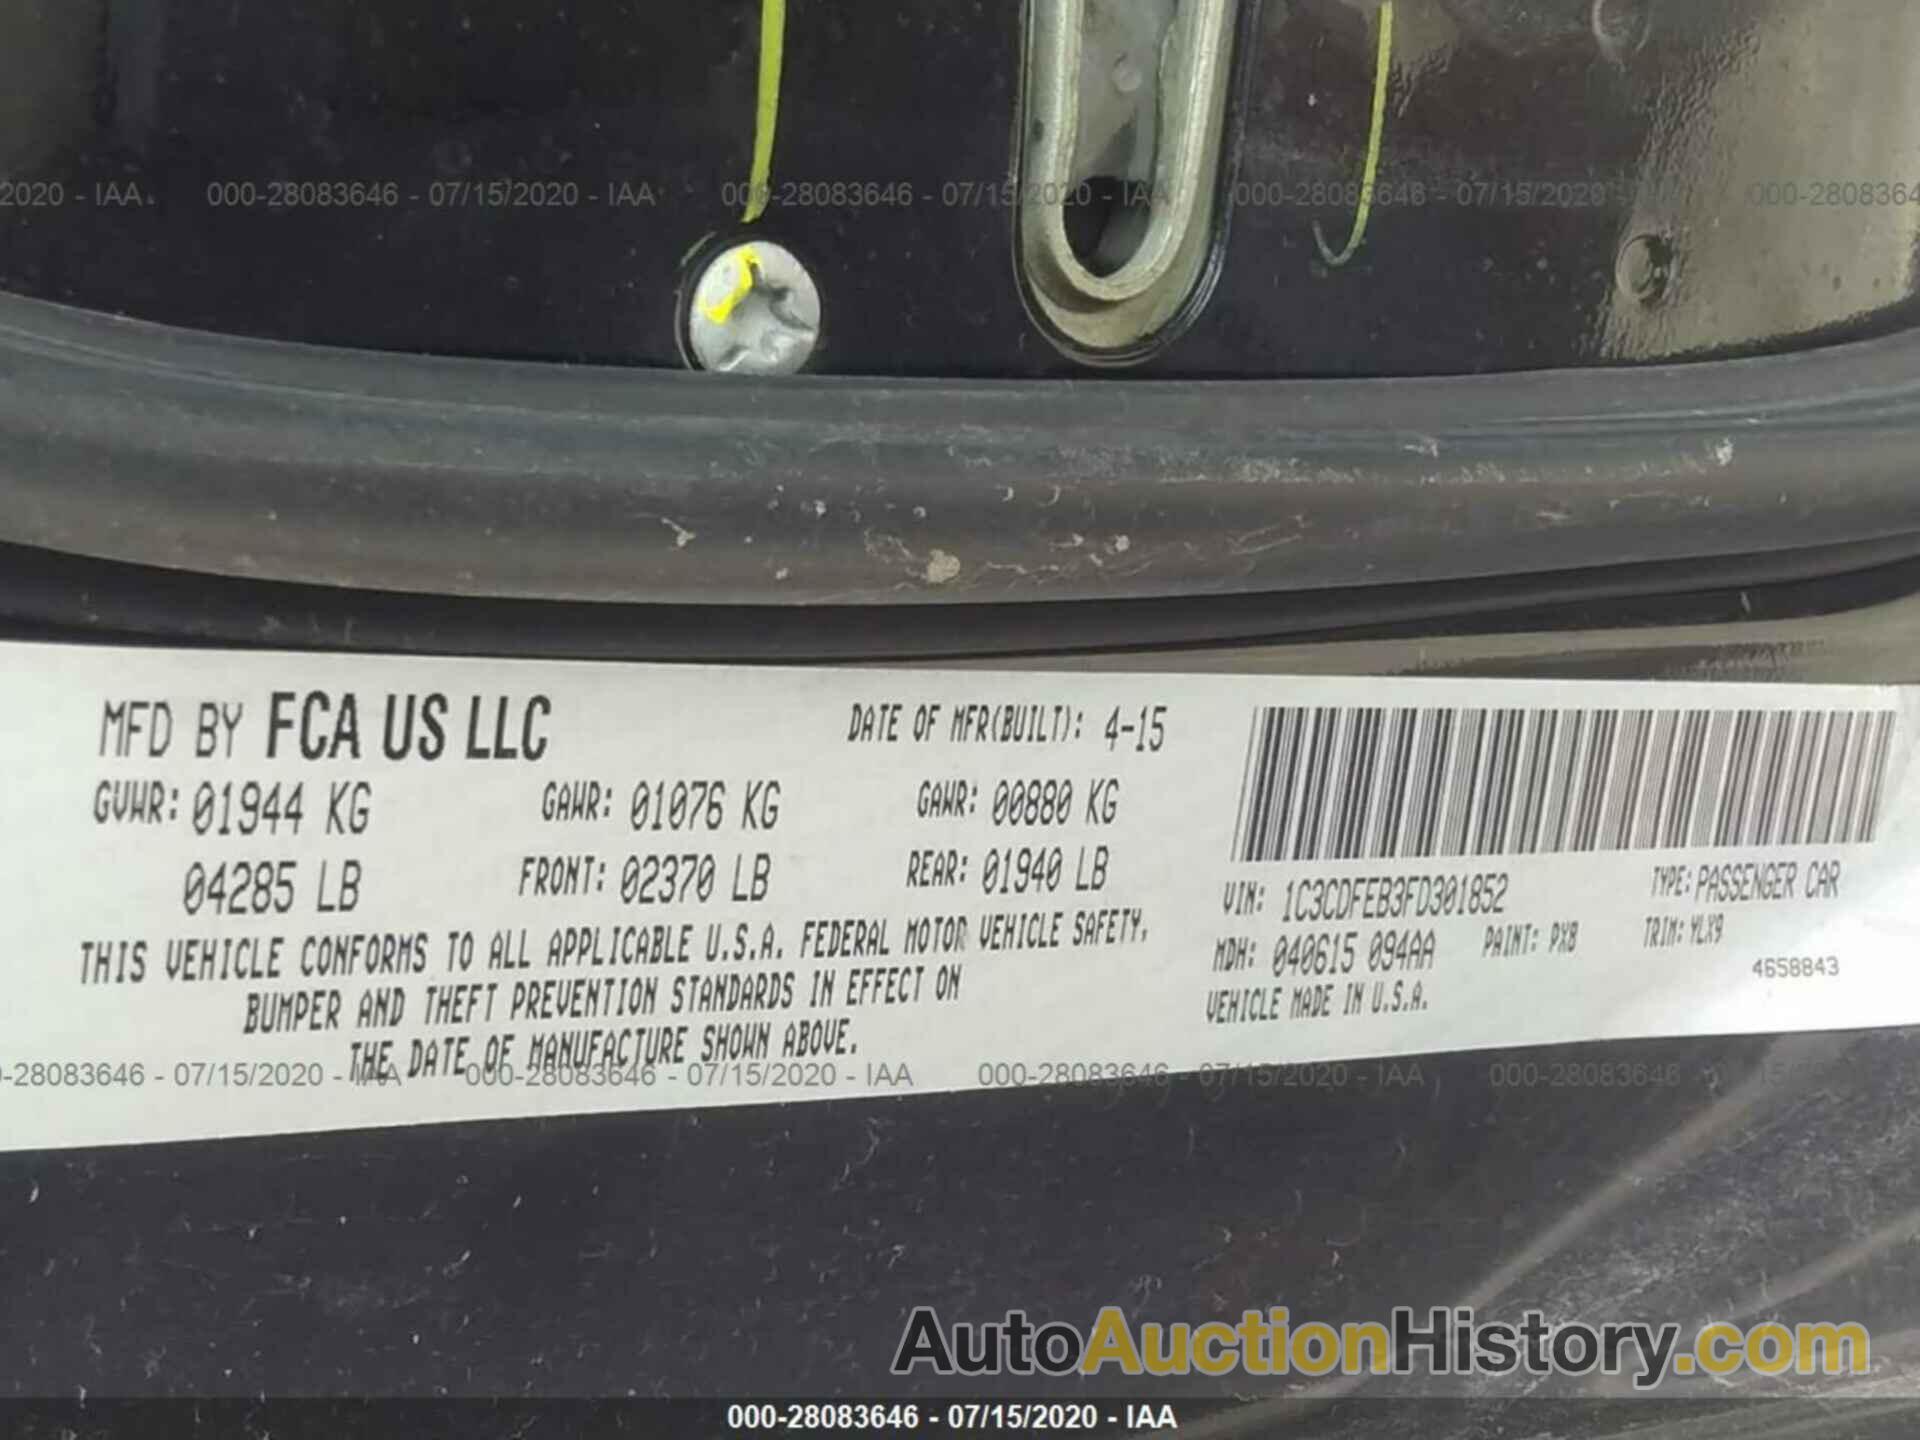 2020 - IAA 000-28083646 - 07/15/2020 - IAA 000-28083646 - 07/15/2020 - IAA 000-28083646 - 07/15/2020 000-2808364
MFD BY FCA US LLC DATE OF MFR(BUILT): 4-15
GVWR: 01944 KG GAWR: 01076 KG GAWR: 00880 KG
04285 LB FRONT: 02370 LB REAR: 01940 LB
THIS VEHICLE CONFORMS TO ALL APPLICABLE U.S.A. FEDERAL MOTOR VEHICLE SAFETY,
BUMPER AND THEFT PREVENTION STANDARDS IN EFFECT ON
THE DATE OF MANUFACTURE SHOWN ABOVE.
VIN: 1C3CDFEB3FD301852 TYPE: PASSENGER CAR
MDH: 040615 094AA PAINT: PX8 TRIM: YLX9
VEHICLE MADE IN U.S.A. 4658843
-28083646 - 07/15/2020 - IAA 000-28083646 - 07/15/2020 - IAA 000-28083646 - 07/15/2020 - IAA 000-28083646
AutoAuctionHistory.com
000-28083646 - 07/15/2020 - IAA